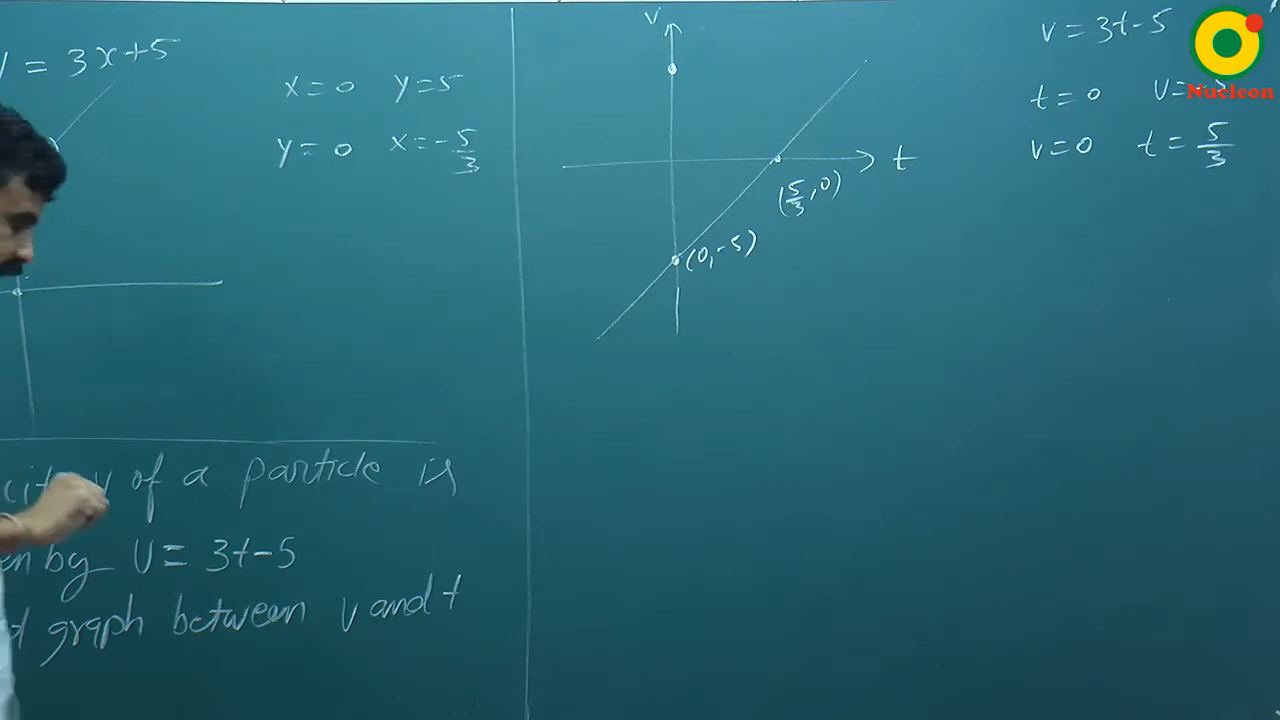 = 3x+5
x=0 y=5
y=0 x=-5/3
of a particle is
by v= 3t-5
graph between v and t
v
t
(5/3,0)
(0,-5)
v=3t-5
t=0 v=
v=0 t=5/3
Nucleon